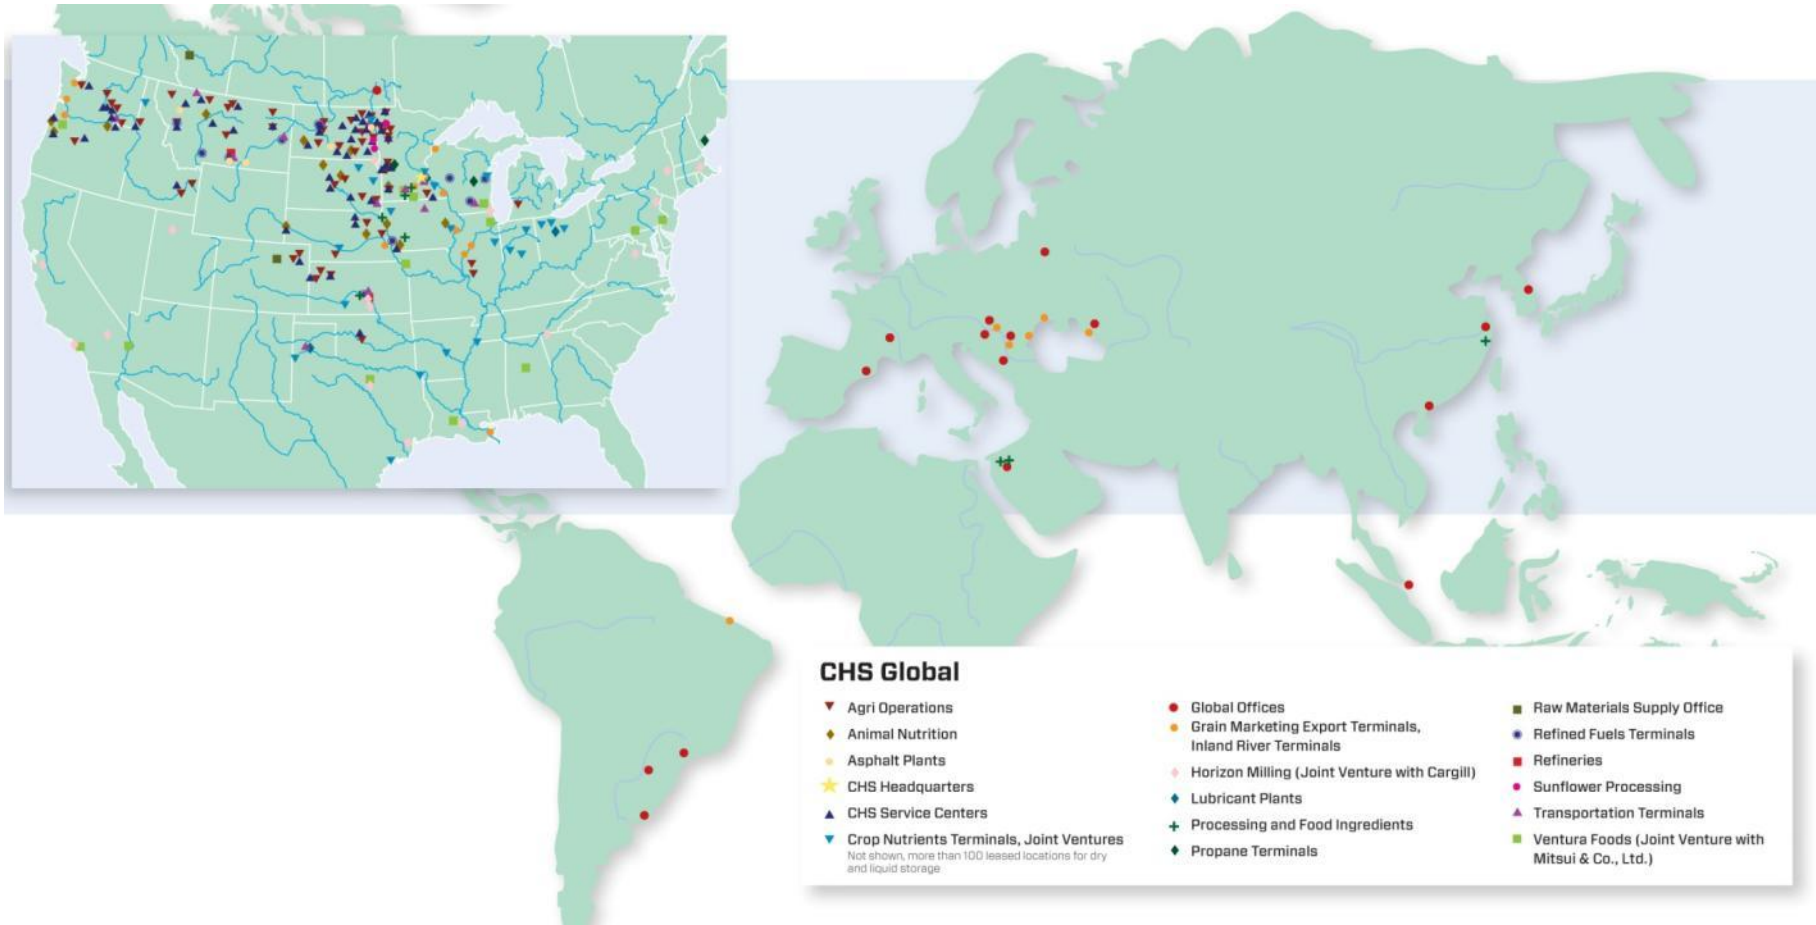 CHS Global
Agri Operations
Animal Nutrition
Asphalt Plants
CHS Headquarters
CHS Service Centers
Crop Nutrients Terminals, Joint Ventures
Not shown, more than 100 leased locations for dry
and liquid storage
Global Offices
Grain Marketing Export Terminals,
Inland River Terminals
Horizon Milling (Joint Venture with Cargill)
Lubricant Plants
Processing and Food Ingredients
Propane Terminals
Raw Materials Supply Office
Refined Fuels Terminals
Refineries
Sunflower Processing
Transportation Terminals
Ventura Foods (Joint Venture with
Mitsui & Co., Ltd.)